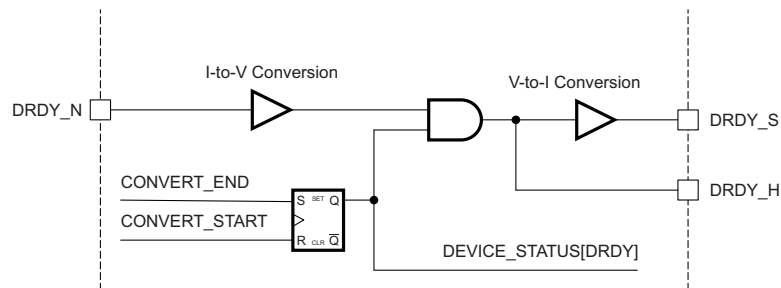 I-to-V Conversion
V-to-I Conversion
DRDY_N
DRDY_S
DRDY_H
CONVERT_END
CONVERT_START
S SET Q
R CLR Q̅
DEVICE_STATUS[DRDY]